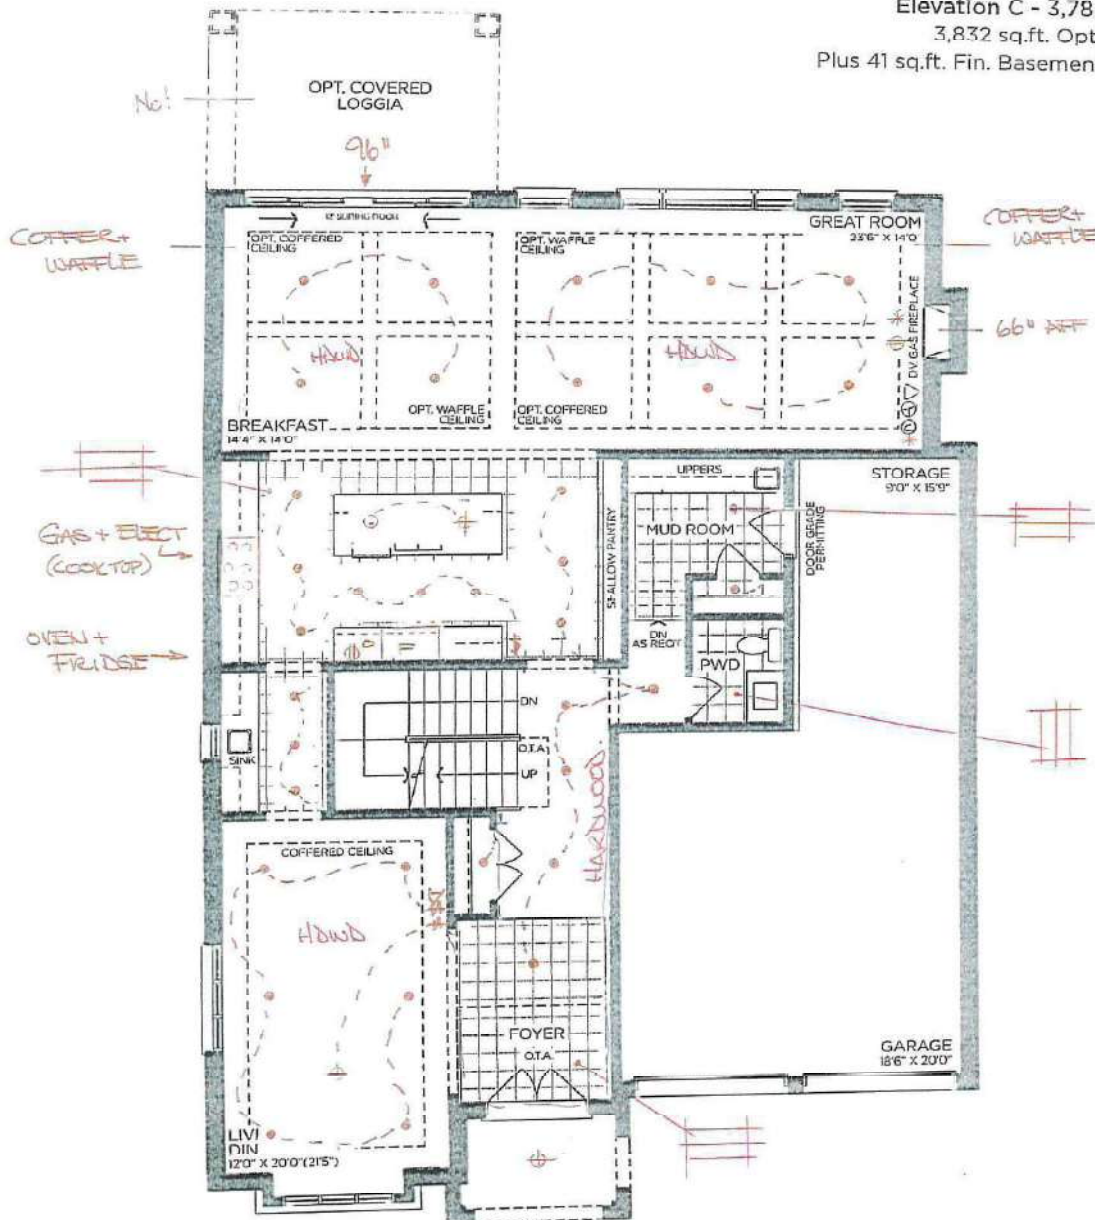 Elevation C - 3,78
3,832 sq.ft. Opt
Plus 41 sq.ft. Fin. Basemen
No!
OPT. COVERED
LOGGIA
96"
12' SLIDING DOOR
COFFER+
WAFFLE
OPT. COFFERED
CEILING
OPT. WAFFLE
CEILING
GREAT ROOM
23'6" X 14'0
COFFER+
WAFFLE
DV. GAS FIREPLACE
66" AFF
HDWD
HDWD
OPT. WAFFLE
CEILING
OPT. COFFERED
CEILING
BREAKFAST
14'4" X 14'0"
UPPERS
STORAGE
9'0" X 15'9"
MUD ROOM
SHALLOW PANTRY
DOOR GRADE
PERMITTING
GAS + ELECT
(COOKTOP)
OVEN +
FRIDGE
DN
AS REQ'T
PWD
DN
O.T.A.
UP
SINK
HARDWOOD
COFFERED CEILING
HDWD
FOYER
O.T.A.
GARAGE
18'6" X 20'0"
LIVI
DIN
12'0" X 20'0"(21'5")